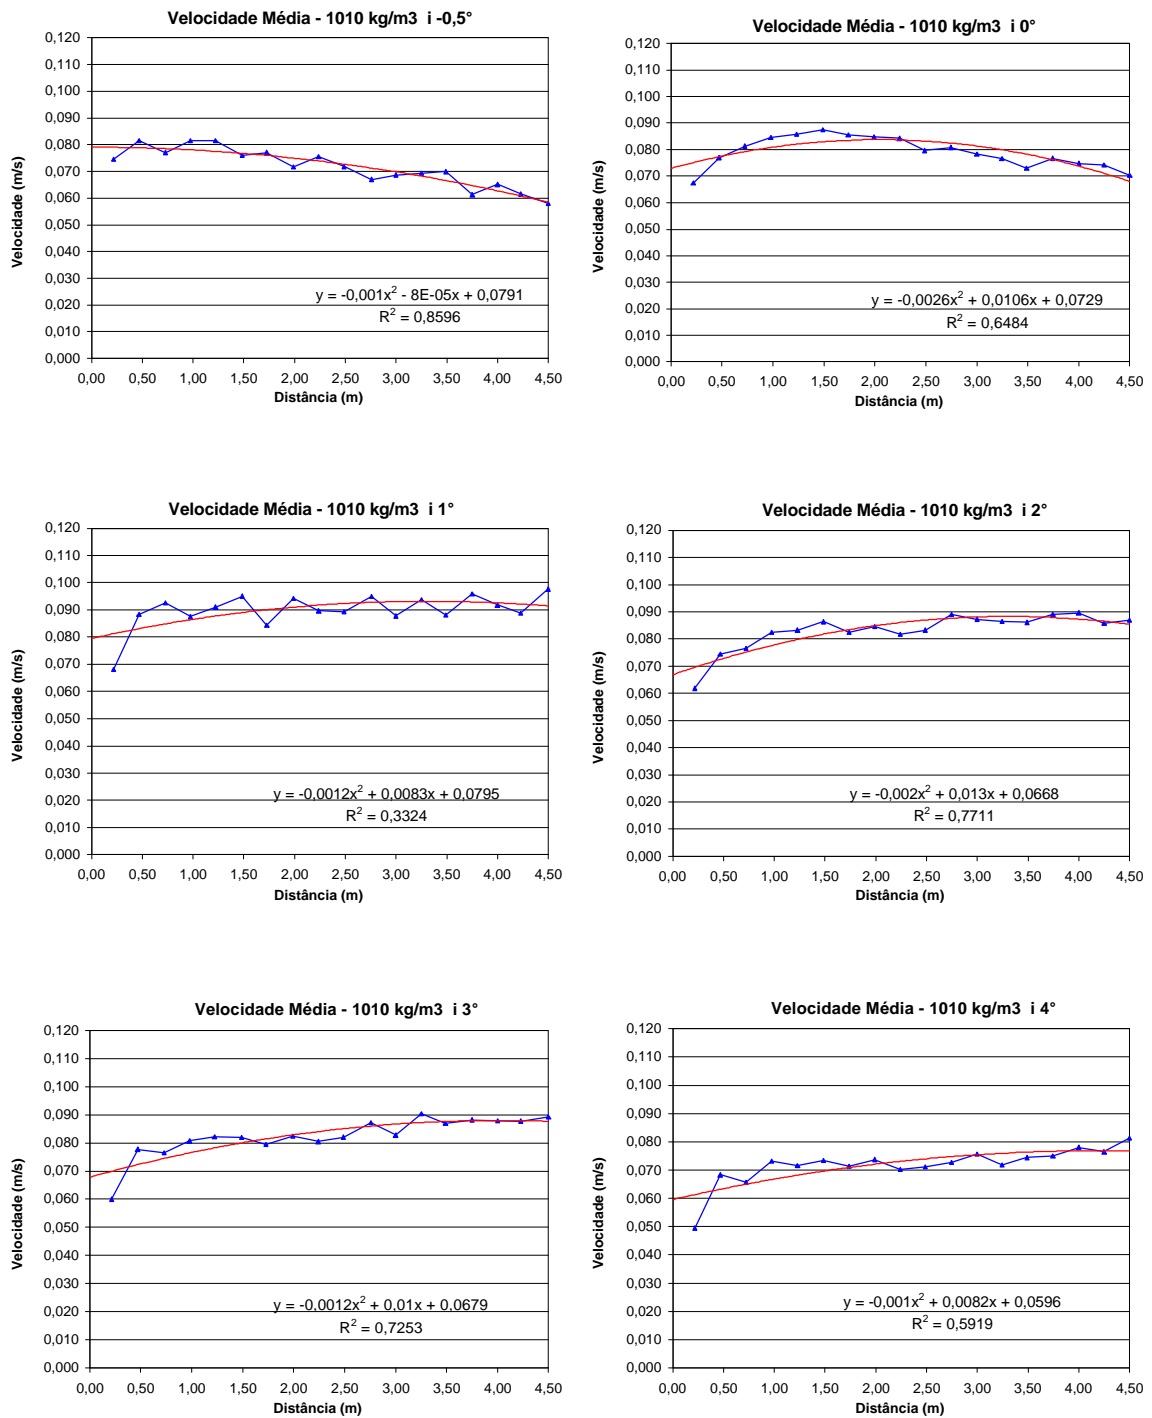 Velocidade Média - 1010 kg/m3 i -0,5°
0,120
0,110
0,100
0,090
0,080
0,070
0,060
0,050
0,040
0,030
0,020
0,010
0,000
Velocidade (m/s)
y = -0,001x² - 8E-05x + 0,0791
R² = 0,8596
0,00 0,50 1,00 1,50 2,00 2,50 3,00 3,50 4,00 4,50
Distância (m)
Velocidade Média - 1010 kg/m3 i 0°
0,120
0,110
0,100
0,090
0,080
0,070
0,060
0,050
0,040
0,030
0,020
0,010
0,000
Velocidade (m/s)
y = -0,0026x² + 0,0106x + 0,0729
R² = 0,6484
0,00 0,50 1,00 1,50 2,00 2,50 3,00 3,50 4,00 4,50
Distância (m)
Velocidade Média - 1010 kg/m3 i 1°
0,120
0,110
0,100
0,090
0,080
0,070
0,060
0,050
0,040
0,030
0,020
0,010
0,000
Velocidade (m/s)
y = -0,0012x² + 0,0083x + 0,0795
R² = 0,3324
0,00 0,50 1,00 1,50 2,00 2,50 3,00 3,50 4,00 4,50
Distância (m)
Velocidade Média - 1010 kg/m3 i 2°
0,120
0,110
0,100
0,090
0,080
0,070
0,060
0,050
0,040
0,030
0,020
0,010
0,000
Velocidade (m/s)
y = -0,002x² + 0,013x + 0,0668
R² = 0,7711
0,00 0,50 1,00 1,50 2,00 2,50 3,00 3,50 4,00 4,50
Distância (m)
Velocidade Média - 1010 kg/m3 i 3°
0,120
0,110
0,100
0,090
0,080
0,070
0,060
0,050
0,040
0,030
0,020
0,010
0,000
Velocidade (m/s)
y = -0,0012x² + 0,01x + 0,0679
R² = 0,7253
0,00 0,50 1,00 1,50 2,00 2,50 3,00 3,50 4,00 4,50
Distância (m)
Velocidade Média - 1010 kg/m3 i 4°
0,120
0,110
0,100
0,090
0,080
0,070
0,060
0,050
0,040
0,030
0,020
0,010
0,000
Velocidade (m/s)
y = -0,001x² + 0,0082x + 0,0596
R² = 0,5919
0,00 0,50 1,00 1,50 2,00 2,50 3,00 3,50 4,00 4,50
Distância (m)